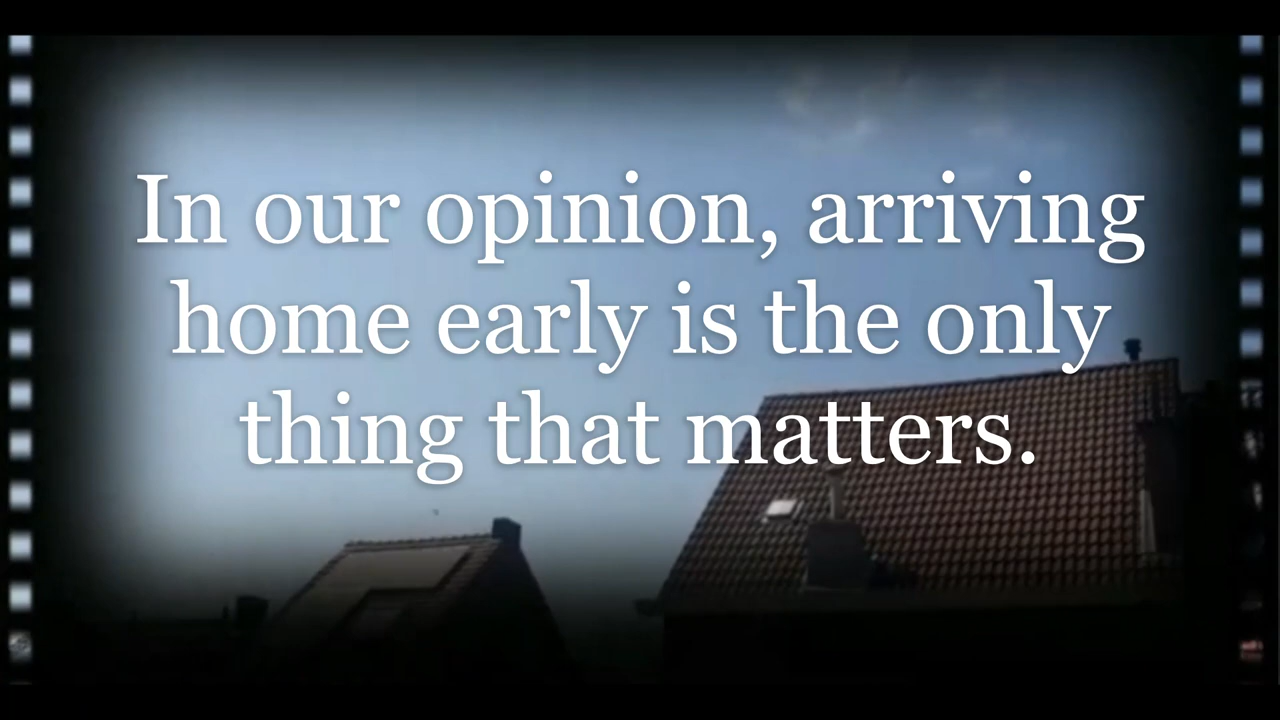 In our opinion, arriving
home early is the only
thing that matters.